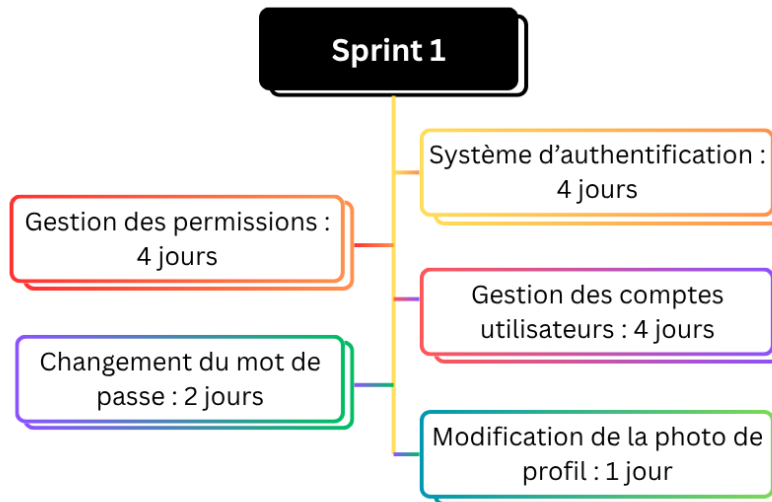 Sprint 1
Système d’authentification :
4 jours
Gestion des permissions :
4 jours
Gestion des comptes
utilisateurs : 4 jours
Changement du mot de
passe : 2 jours
Modification de la photo de
profil : 1 jour